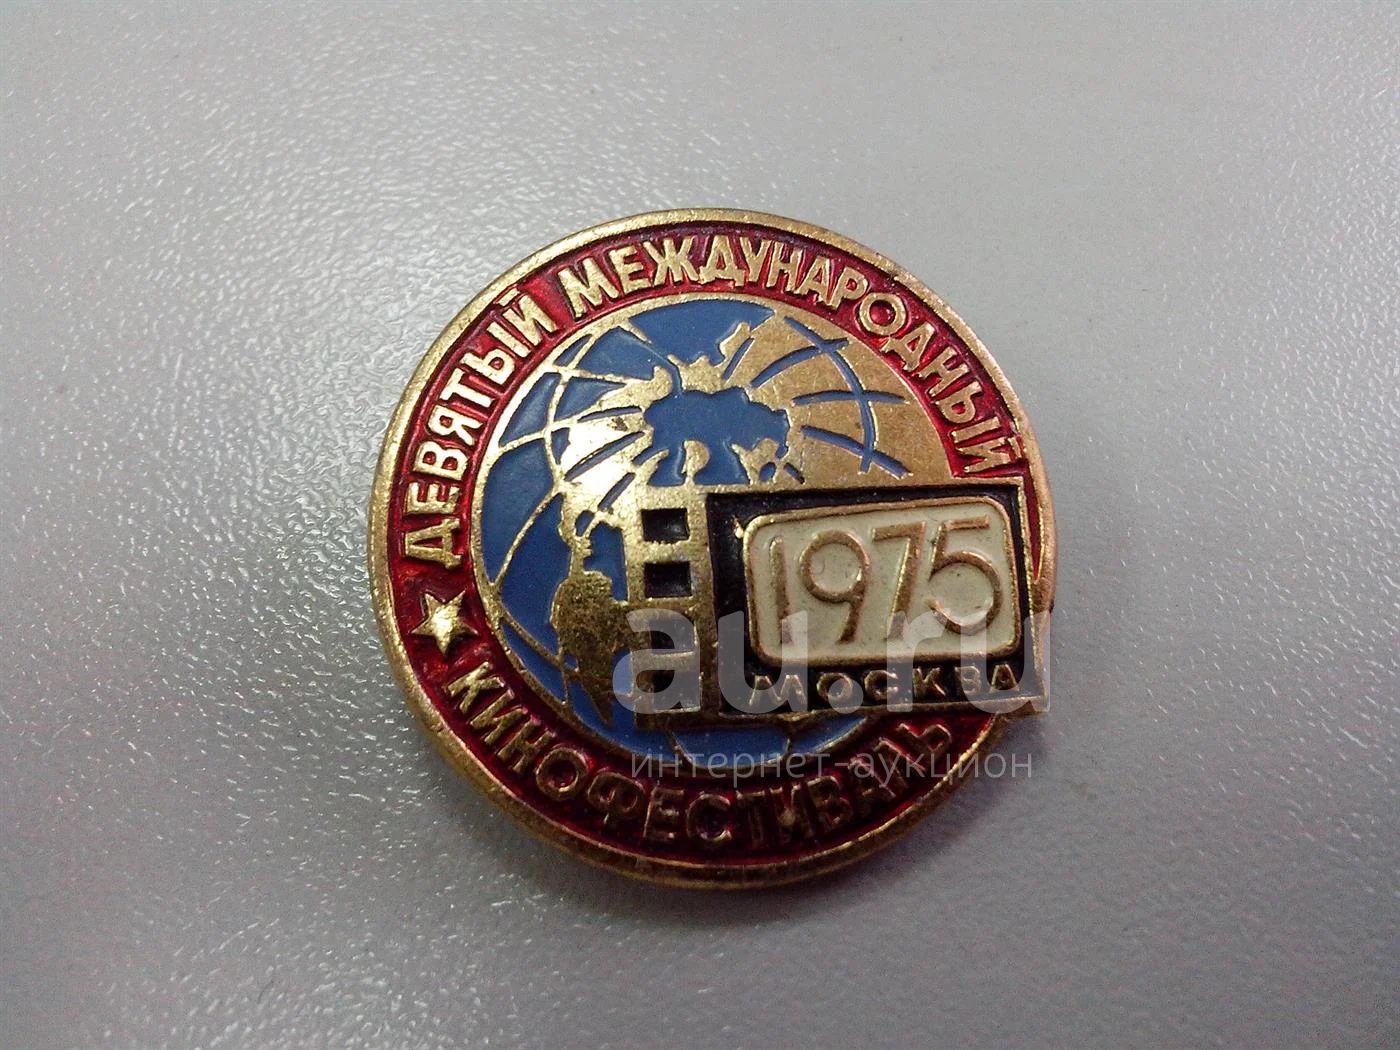 ДЕВЯТЫЙ МЕЖДУНАРОДНЫЙ
КИНОФЕСТИВАЛЬ
1975
МОСКВА
au.ru
интернет-аукцион